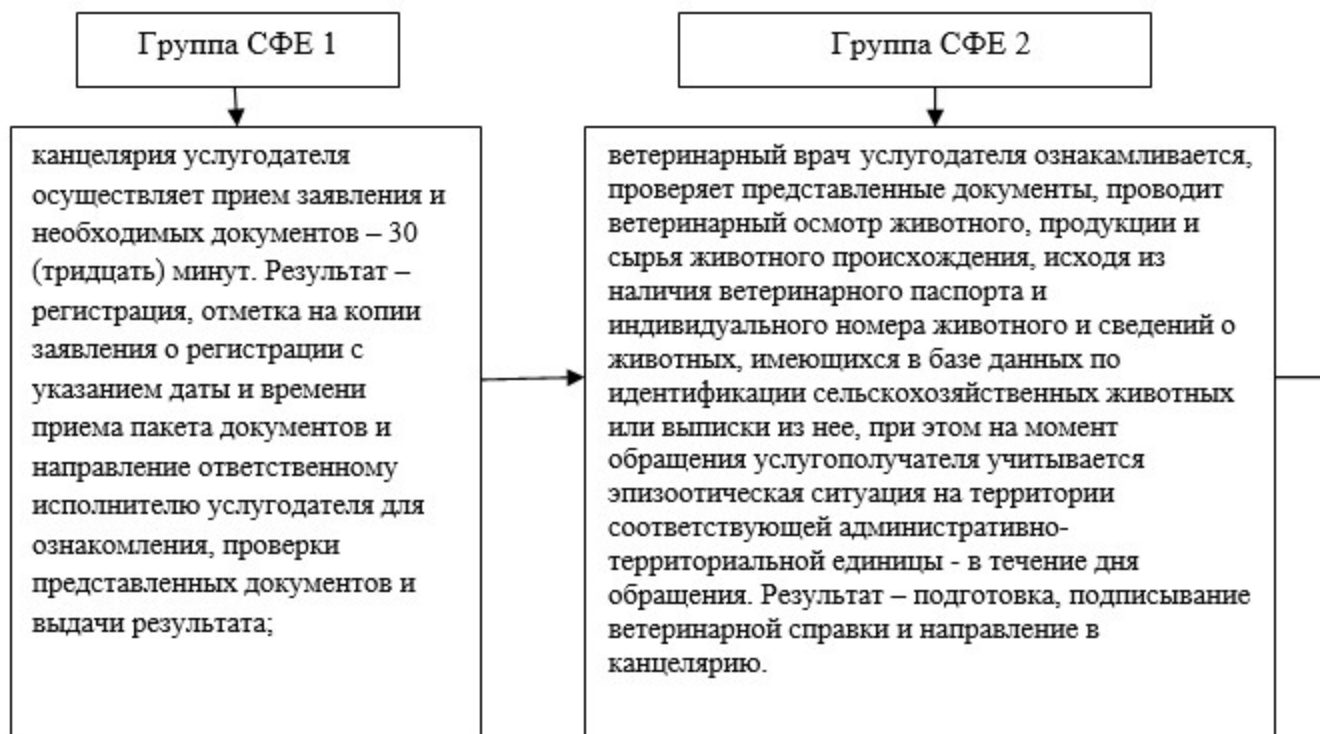 Группа СФЕ 1
канцелярия услугодателя
осуществляет прием заявления и
необходимых документов – 30
(тридцать) минут. Результат –
регистрация, отметка на копии
заявления о регистрации с
указанием даты и времени
приема пакета документов и
направление ответственному
исполнителю услугодателя для
ознакомления, проверки
представленных документов и
выдачи результата;
Группа СФЕ 2
ветеринарный врач услугодателя ознакамливается,
проверяет представленные документы, проводит
ветеринарный осмотр животного, продукции и
сырья животного происхождения, исходя из
наличия ветеринарного паспорта и
индивидуального номера животного и сведений о
животных, имеющихся в базе данных по
идентификации сельскохозяйственных животных
или выписки из нее, при этом на момент
обращения услугополучателя учитывается
эпизоотическая ситуация на территории
соответствующей административно-
территориальной единицы - в течение дня
обращения. Результат – подготовка, подписывание
ветеринарной справки и направление в
канцелярию.